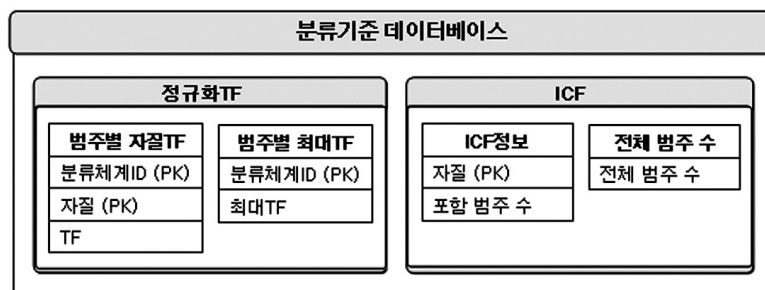 분류기준 데이터베이스
정규화TF
범주별 자질TF
분류체계ID (PK)
자질 (PK)
TF
범주별 최대TF
분류체계ID (PK)
최대TF
ICF
ICF정보
자질 (PK)
포함 범주 수
전체 범주 수
전체 범주 수